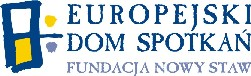 EUROPEJSKI
DOM SPOTKAŃ
FUNDACJA NOWY STAW